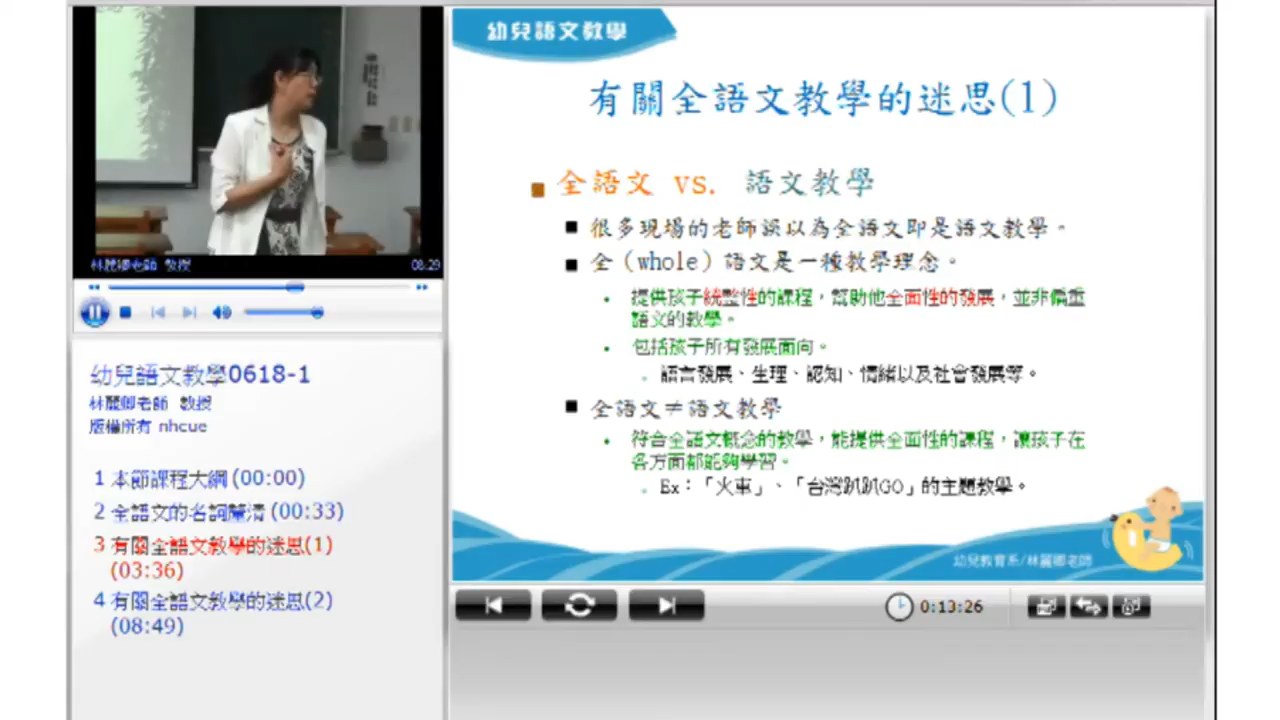 林麗卿老師 教授
08:29
幼兒語文教學0618-1
林麗卿老師 教授
版權所有 nhcue
1 本節課程大綱 (00:00)
2 全語文的名詞釐清 (00:33)
3 有關全語文教學的迷思(1)
(03:36)
4 有關全語文教學的迷思(2)
(08:49)
幼兒語文教學
有關全語文教學的迷思(1)
全語文 vs. 語文教學
很多現場的老師誤以為全語文即是語文教學。
全（whole）語文是一種教學理念。
提供孩子統整性的課程，幫助他全面性的發展，並非偏重
語文的教學。
包括孩子所有發展面向。
語言發展、生理、認知、情緒以及社會發展等。
全語文≠語文教學
符合全語文概念的教學，能提供全面性的課程，讓孩子在
各方面都能夠學習。
Ex：「火車」、「台灣趴趴GO」的主題教學。
幼兒教育系/林麗卿老師
0:13:26